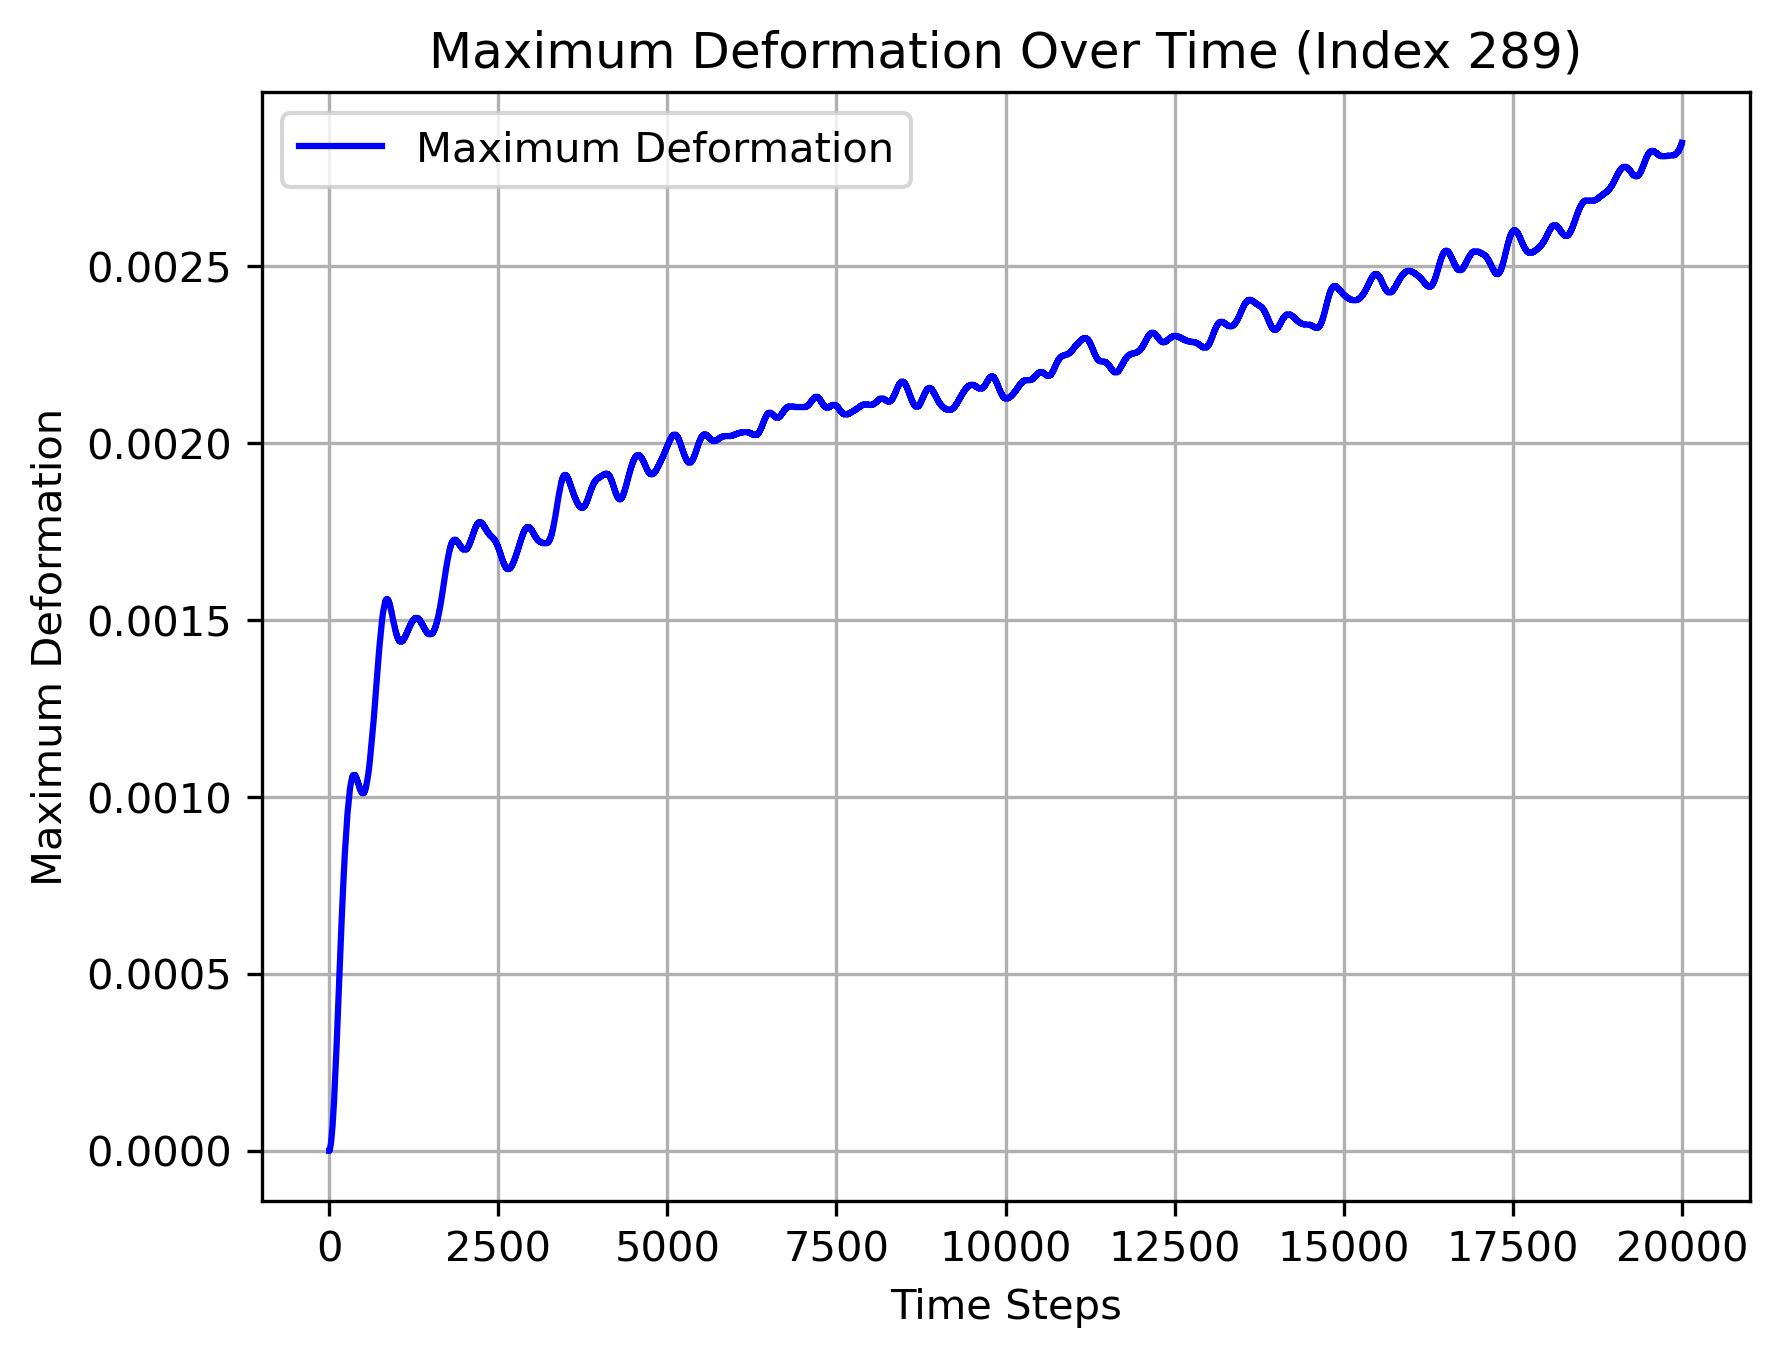 Maximum Deformation Over Time (Index 289)
Maximum Deformation
Maximum Deformation
0.0025
0.0020
0.0015
0.0010
0.0005
0.0000
0 2500 5000 7500 10000 12500 15000 17500 20000
Time Steps